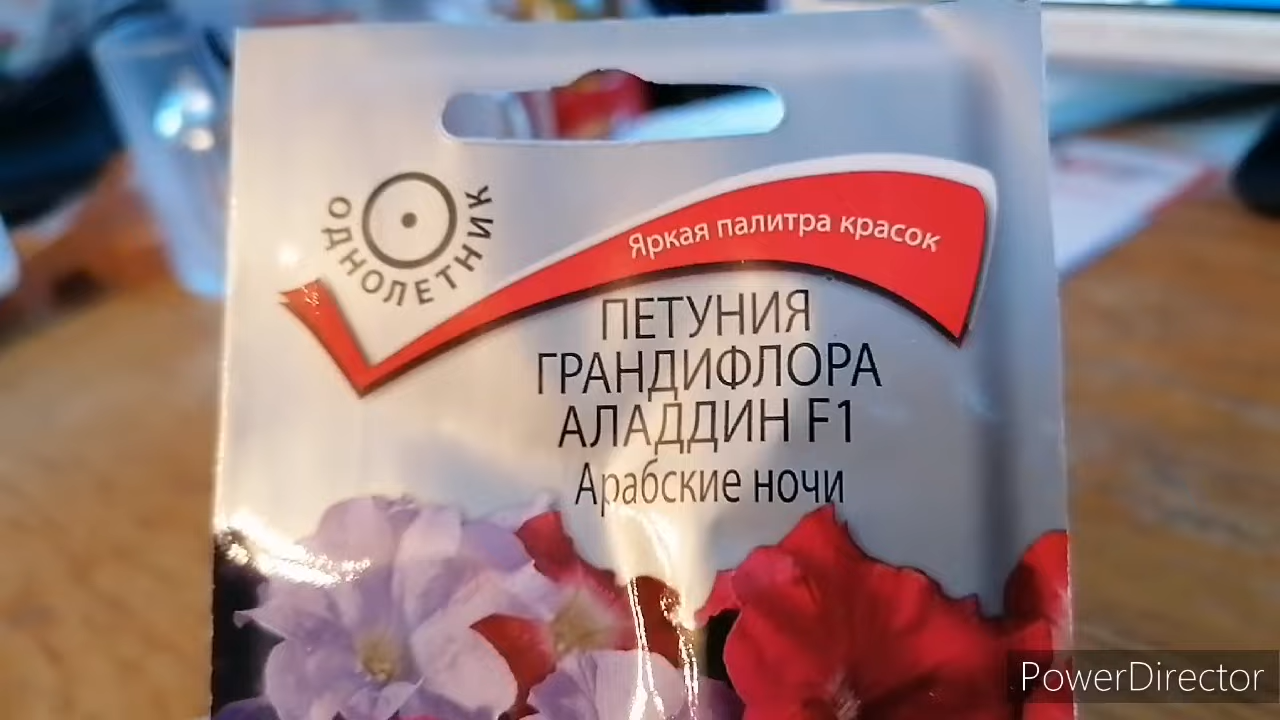 ОДНОЛЕТНИК
Яркая палитра красок
ПЕТУНИЯ
ГРАНДИФЛОРА
АЛАДДИН F1
Арабские ночи
PowerDirector